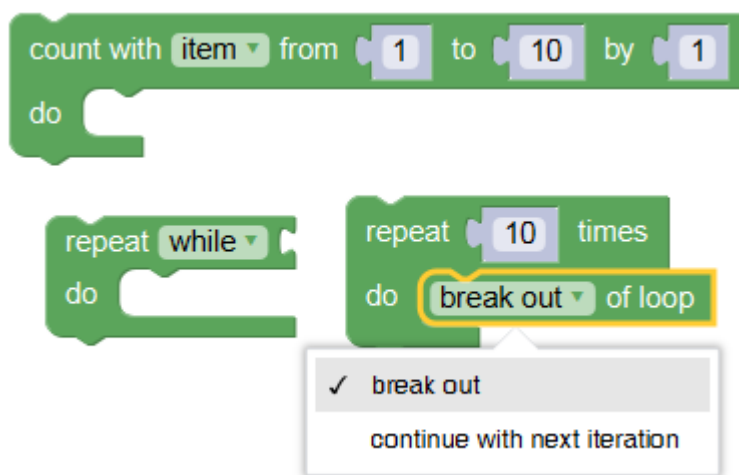 count with item from 1 to 10 by 1
do
repeat while
do
repeat 10 times
do break out of loop
✓ break out
continue with next iteration